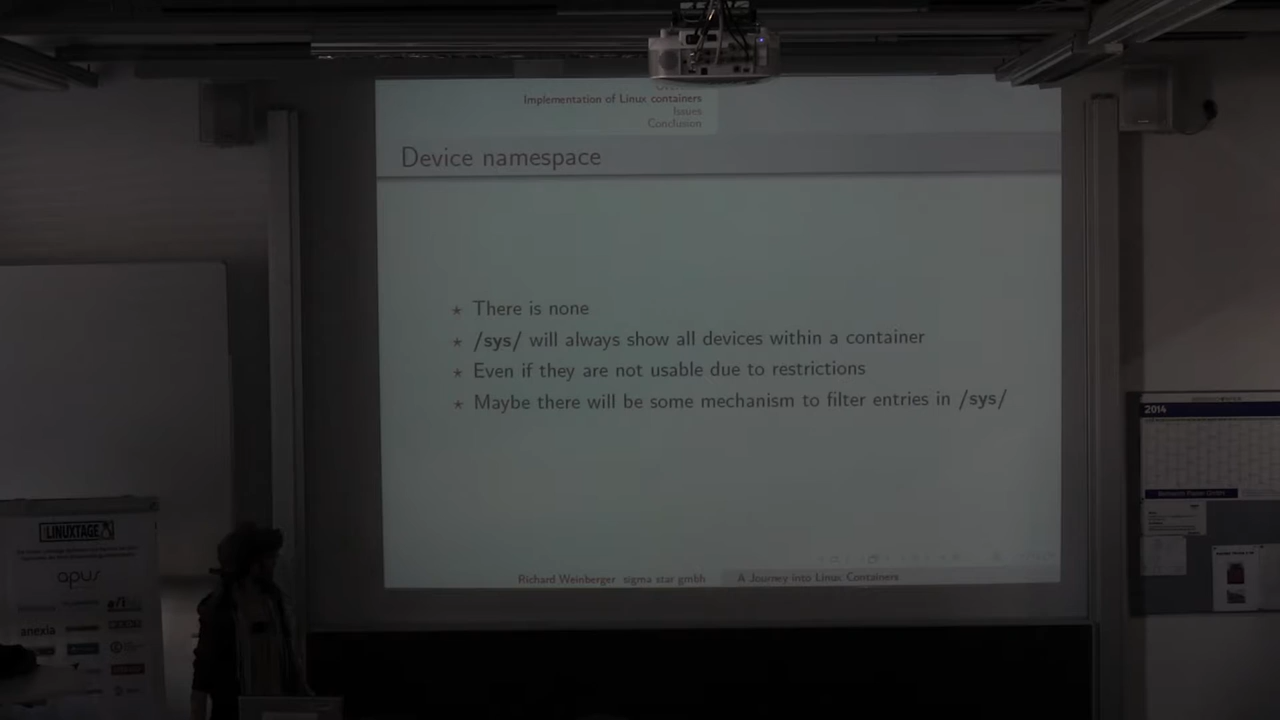 Implementation of Linux containers
Issues
Conclusion
Device namespace
⋆ There is none
⋆ /sys/ will always show all devices within a container
⋆ Even if they are not usable due to restrictions
⋆ Maybe there will be some mechanism to filter entries in /sys/
Richard Weinberger sigma star gmbh
A Journey into Linux Containers
LINUXTAGE
apus
anexia
2014